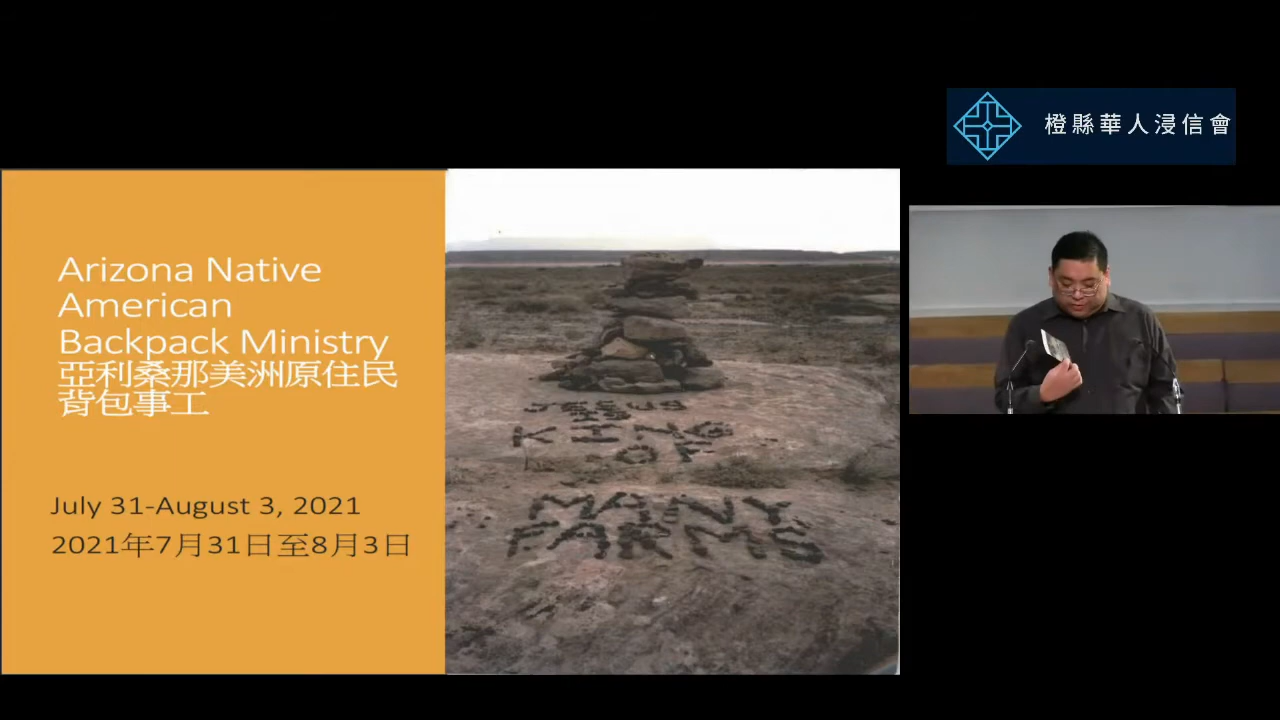 Arizona Native
American
Backpack Ministry
亞利桑那美洲原住民
背包事工
July 31-August 3, 2021
2021年7月31日至8月3日
JESUS
IS
KING
OF
MANY
FARMS
橙縣華人浸信會